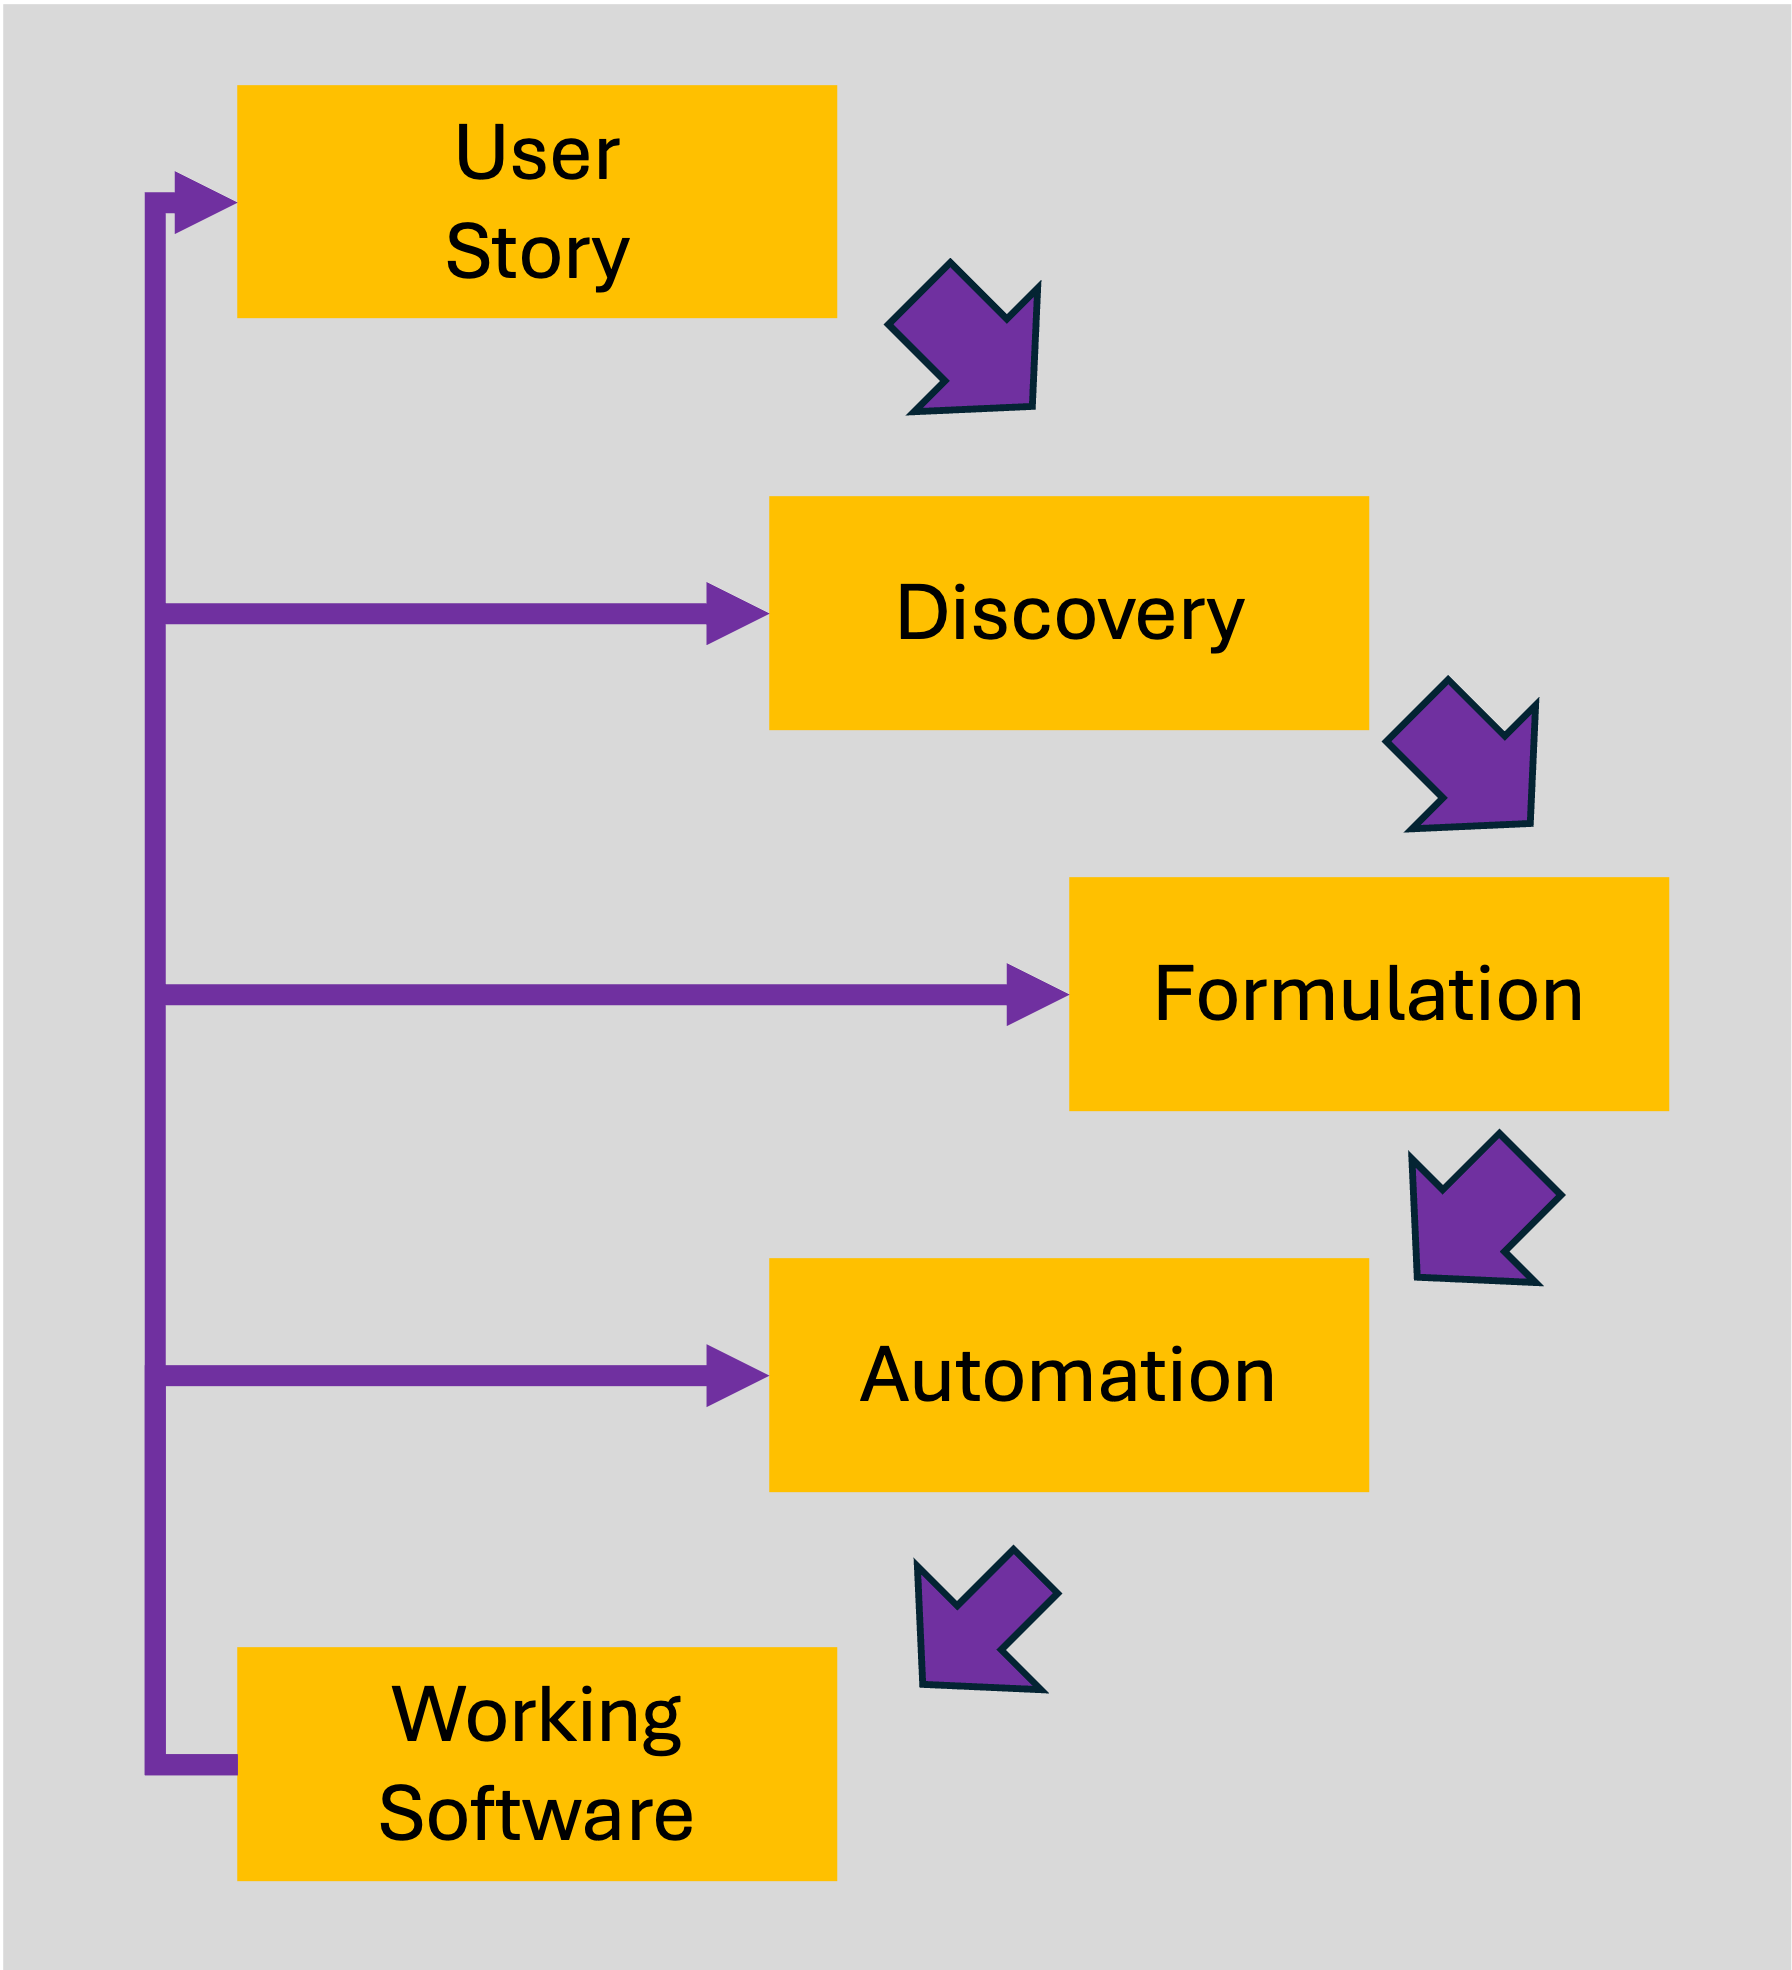 User
Story
Discovery
Formulation
Automation
Working
Software